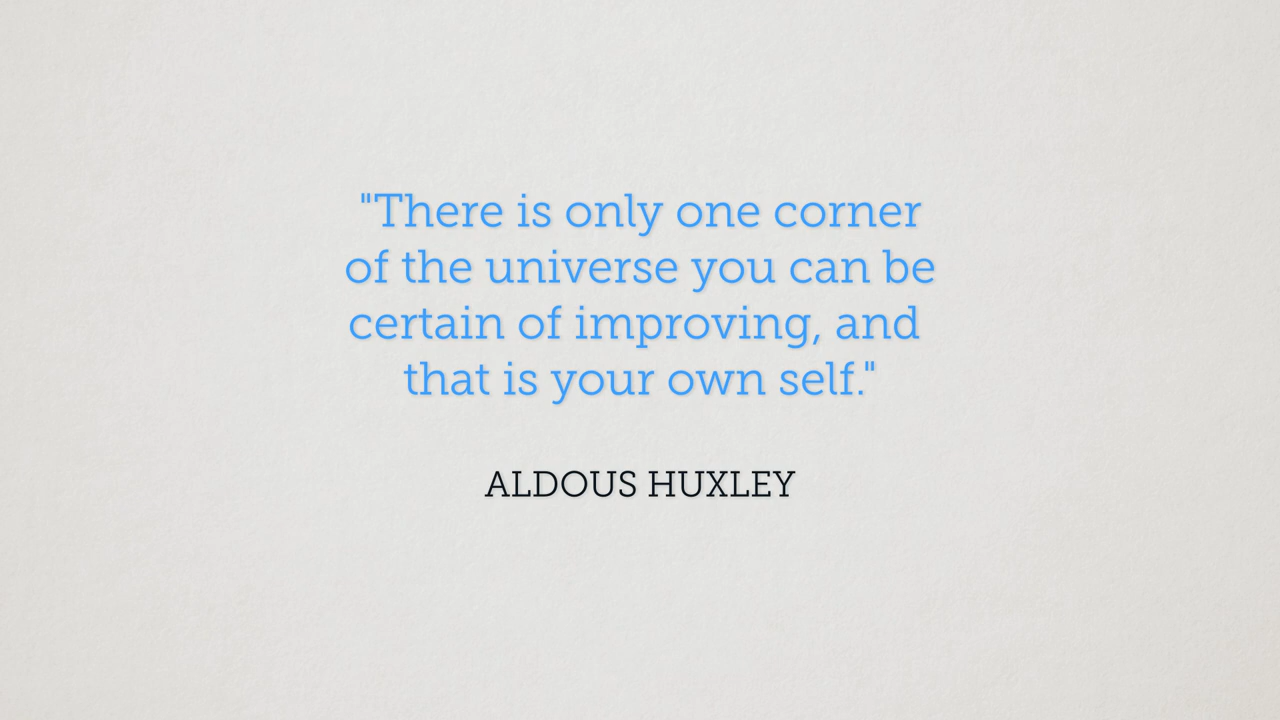 "There is only one corner
of the universe you can be
certain of improving, and
that is your own self."
ALDOUS HUXLEY